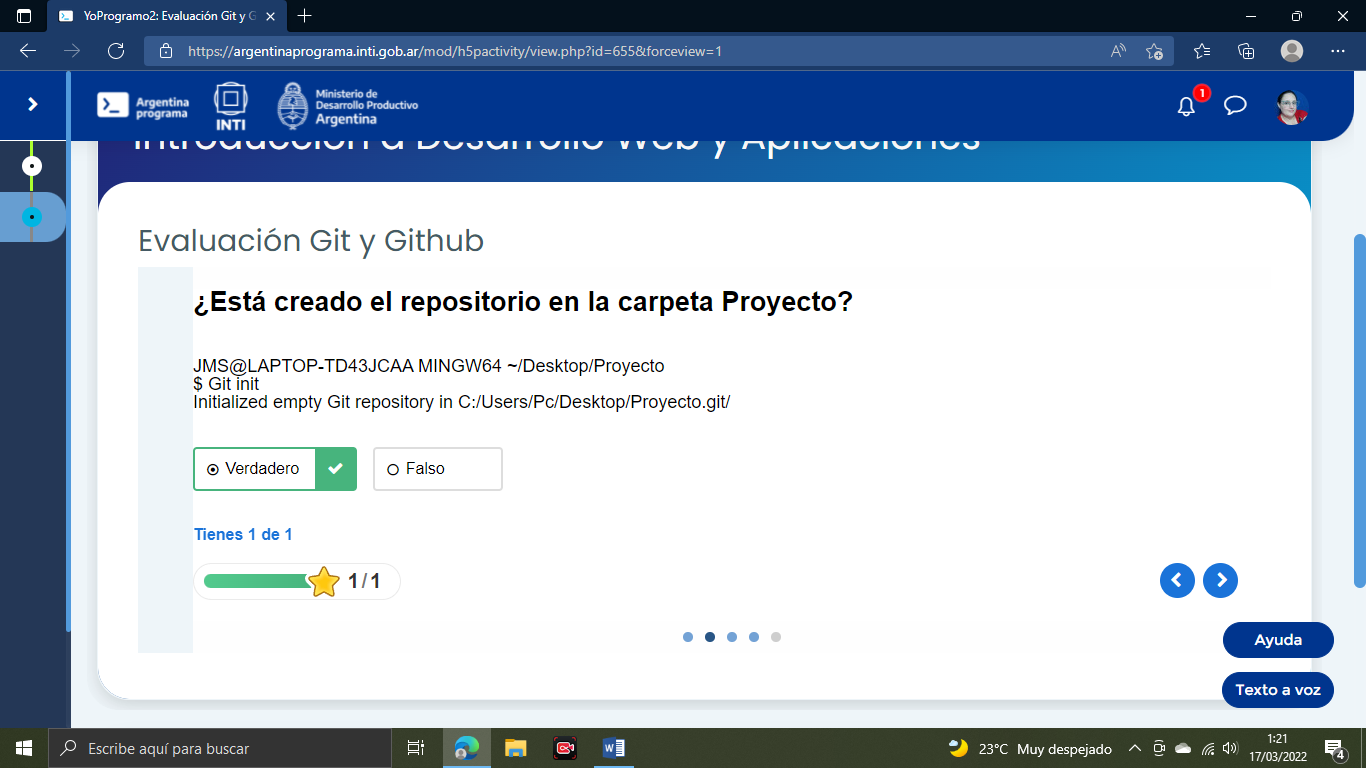 YoProgramo2: Evaluación Git y G
https://argentinaprograma.inti.gob.ar/mod/h5pactivity/view.php?id=655&forceview=1
Argentina
programa
INTI
Ministerio de
Desarrollo Productivo
Argentina
1
Introducción a Desarrollo Web y Aplicaciones
Evaluación Git y Github
¿Está creado el repositorio en la carpeta Proyecto?
JMS@LAPTOP-TD43JCAA MINGW64 ~/Desktop/Proyecto
$ Git init
Initialized empty Git repository in C:/Users/Pc/Desktop/Proyecto.git/
Verdadero
Falso
Tienes 1 de 1
1/1
Ayuda
Texto a voz
Escribe aquí para buscar
23°C Muy despejado
1:21
17/03/2022
4